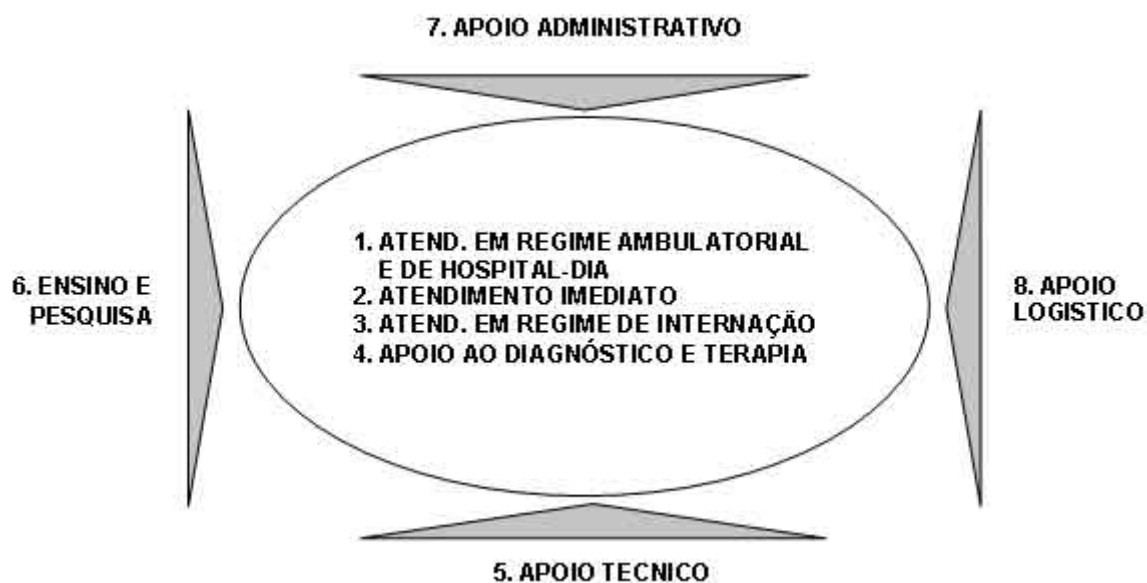 7. APOIO ADMINISTRATIVO
1. ATEND. EM REGIME AMBULATORIAL
E DE HOSPITAL-DIA
2. ATENDIMENTO IMEDIATO
3. ATEND. EM REGIME DE INTERNAÇÃO
4. APOIO AO DIAGNÓSTICO E TERAPIA
6. ENSINO E
PESQUISA
8. APOIO
LOGISTICO
5. APOIO TECNICO